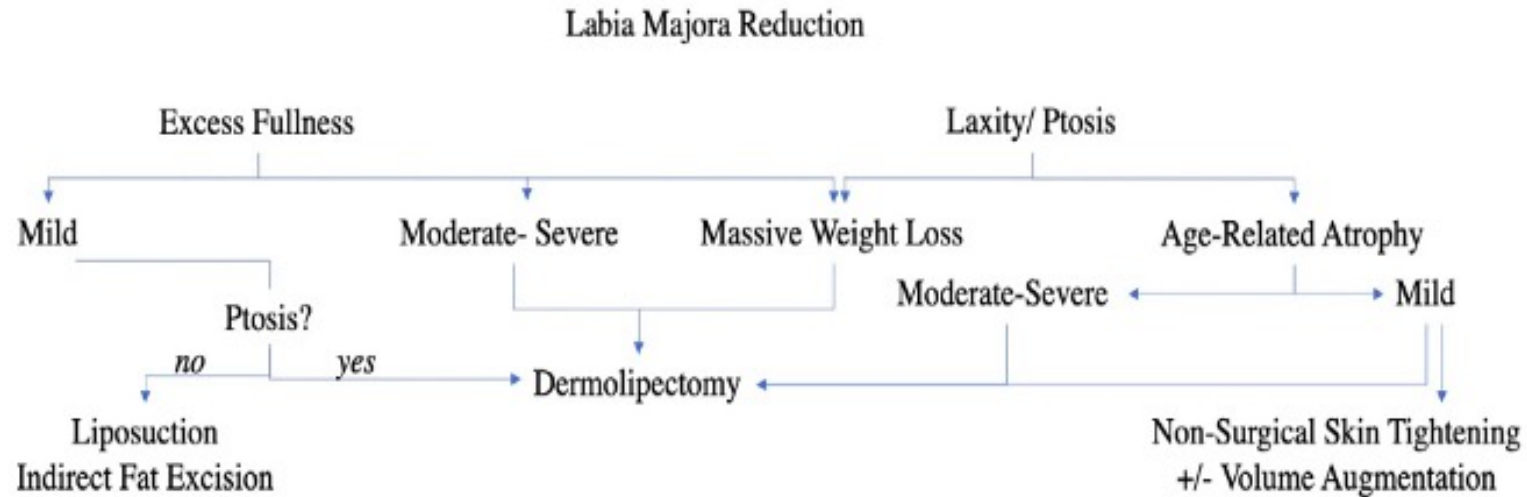 Labia Majora Reduction
Excess Fullness
Laxity/ Ptosis
Mild
Moderate- Severe
Massive Weight Loss
Age-Related Atrophy
Moderate-Severe
Mild
Ptosis?
no
yes
Dermolipectomy
Liposuction
Indirect Fat Excision
Non-Surgical Skin Tightening
+/- Volume Augmentation